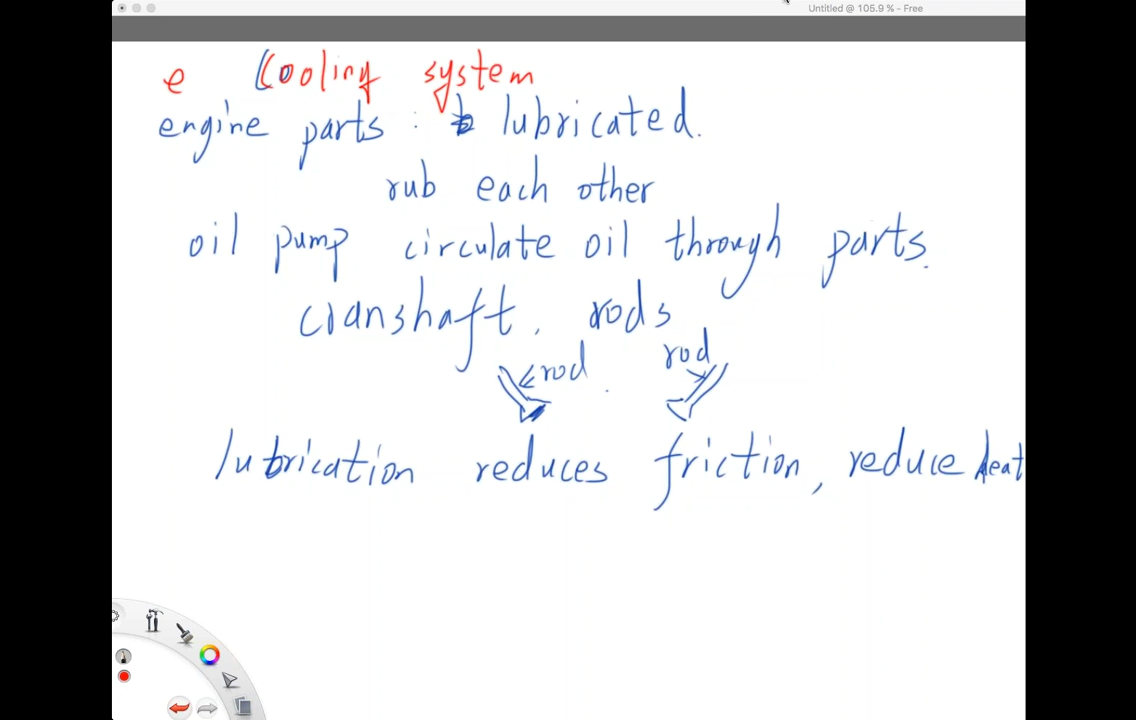 Untitled @ 105.9 % - Free
e Cooling system
engine parts : lubricated.
rub each other
oil pump circulate oil through parts.
cranshaft. rods
rod rod
lubrication reduces friction, reduce heat